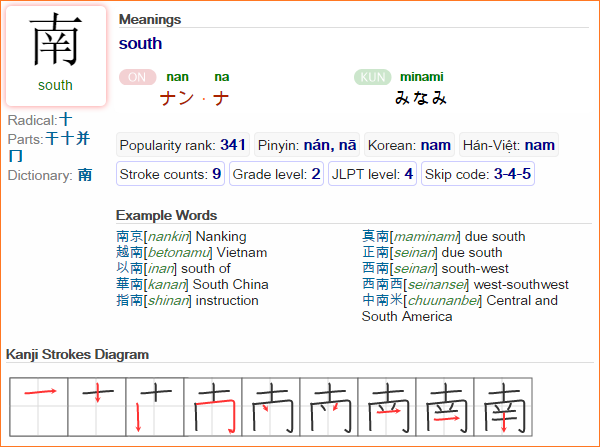 南
south
Radical:十
Parts:干十并
冂
Dictionary: 南
Meanings
south
ON nan na
ナン · ナ
KUN minami
みなみ
Popularity rank: 341 Pinyin: nán, nā Korean: nam Hán-Việt: nam
Stroke counts: 9 Grade level: 2 JLPT level: 4 Skip code: 3-4-5
Example Words
南京[nankin] Nanking
越南[betonamu] Vietnam
以南[inan] south of
華南[kanan] South China
指南[shinan] instruction
真南[maminami] due south
正南[seinan] due south
西南[seinan] south-west
西南西[seinansei] west-southwest
中南米[chuunanbei] Central and
South America
Kanji Strokes Diagram